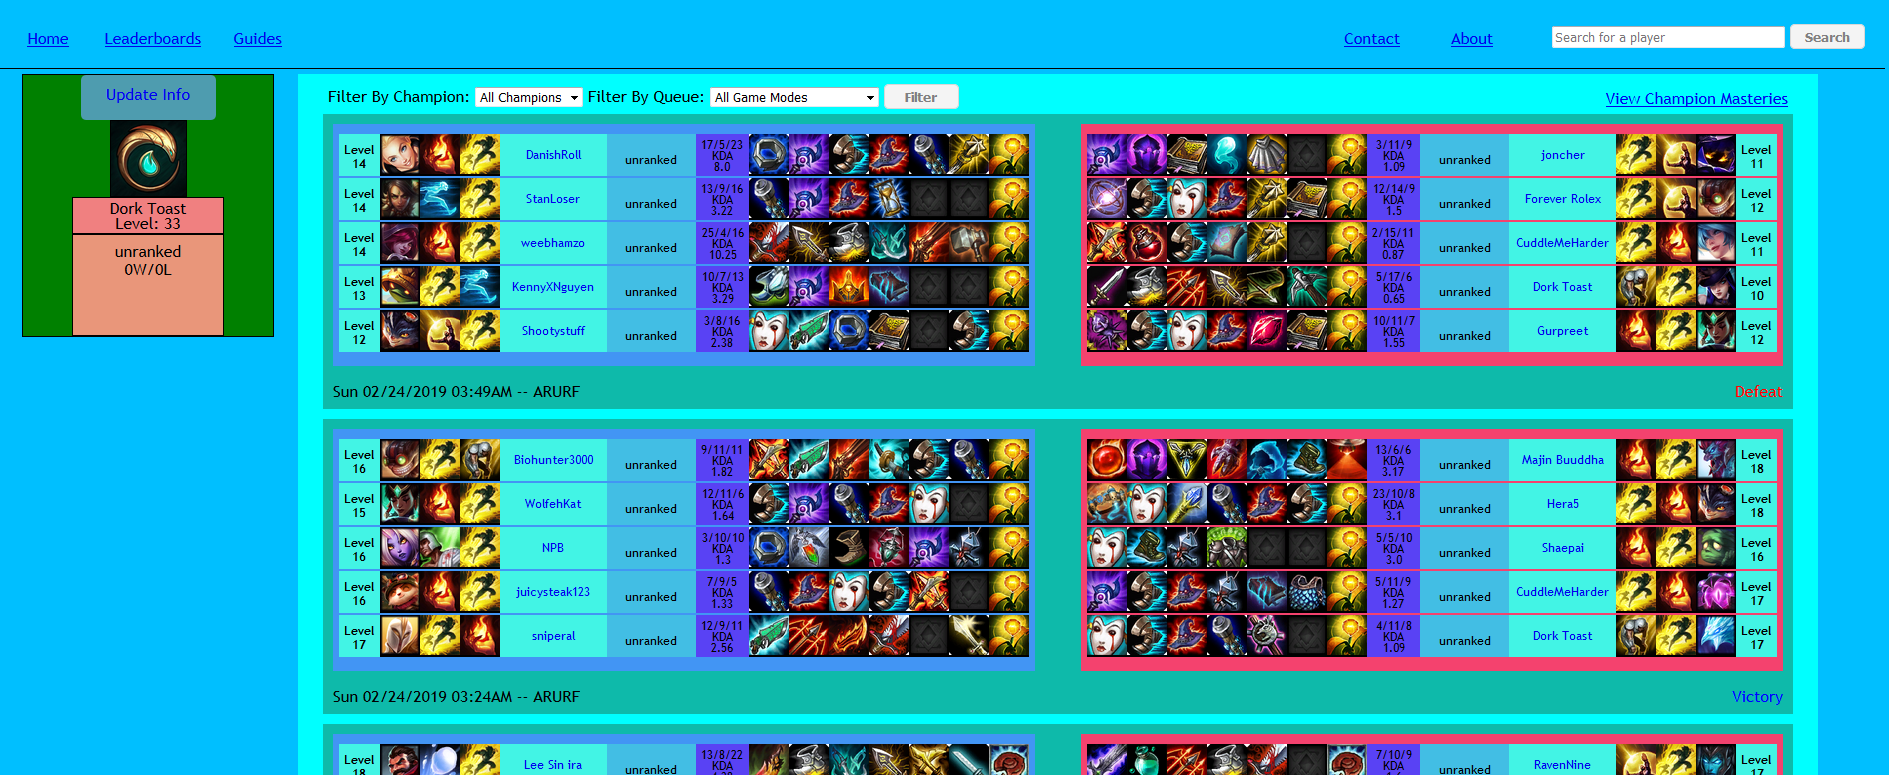 Home Leaderboards Guides Contact About Search for a player Search
Update Info
Dork Toast
Level: 33
unranked
0W/0L
Filter By Champion: All Champions Filter By Queue: All Game Modes Filter View Champion Masteries
Level 14 DanishRoll unranked 17/5/23 KDA 8.0
Level 14 StanLoser unranked 13/9/16 KDA 3.22
Level 14 weebhamzo unranked 25/4/16 KDA 10.25
Level 13 KennyXNguyen unranked 10/7/13 KDA 3.29
Level 12 Shootystuff unranked 3/8/16 KDA 2.38
3/11/9 KDA 1.09 unranked joncher Level 11
12/14/9 KDA 1.5 unranked Forever Rolex Level 12
2/15/11 KDA 0.87 unranked CuddleMeHarder Level 11
5/17/6 KDA 0.65 unranked Dork Toast Level 10
10/11/7 KDA 1.55 unranked Gurpreet Level 12
Sun 02/24/2019 03:49AM -- ARURF Defeat
Level 16 Biohunter3000 unranked 9/11/11 KDA 1.82
Level 15 WolfehKat unranked 12/11/6 KDA 1.64
Level 16 NPB unranked 3/10/10 KDA 1.3
Level 16 juicysteak123 unranked 7/9/5 KDA 1.33
Level 17 sniperal unranked 12/9/11 KDA 2.56
13/6/6 KDA 3.17 unranked Majin Buuddha Level 18
23/10/8 KDA 3.1 unranked Hera5 Level 18
5/5/10 KDA 3.0 unranked Shaepai Level 16
5/11/9 KDA 1.27 unranked CuddleMeHarder Level 17
4/11/8 KDA 1.09 unranked Dork Toast Level 17
Sun 02/24/2019 03:24AM -- ARURF Victory
Level 18 Lee Sin ira unranked 13/8/22 KDA
7/10/9 KDA unranked RavenNine Level 17